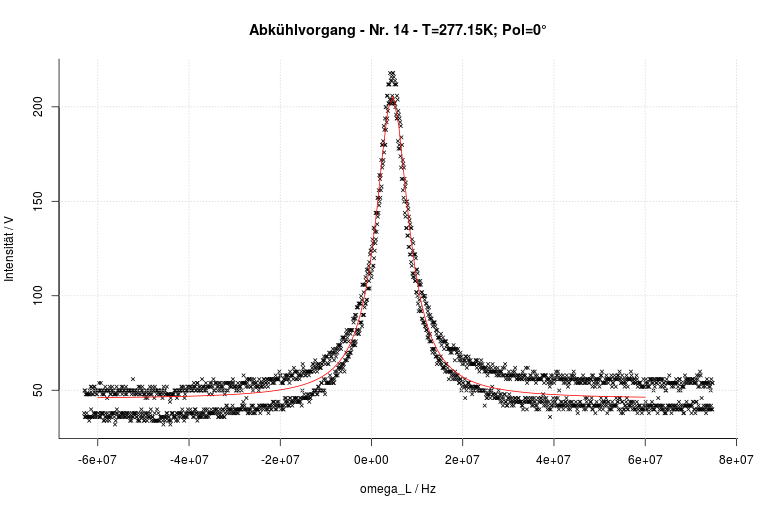 Abkühlvorgang - Nr. 14 - T=277.15K; Pol=0°
Intensität / V
200
150
100
50
-6e+07 -4e+07 -2e+07 0e+00 2e+07 4e+07 6e+07 8e+07
omega_L / Hz